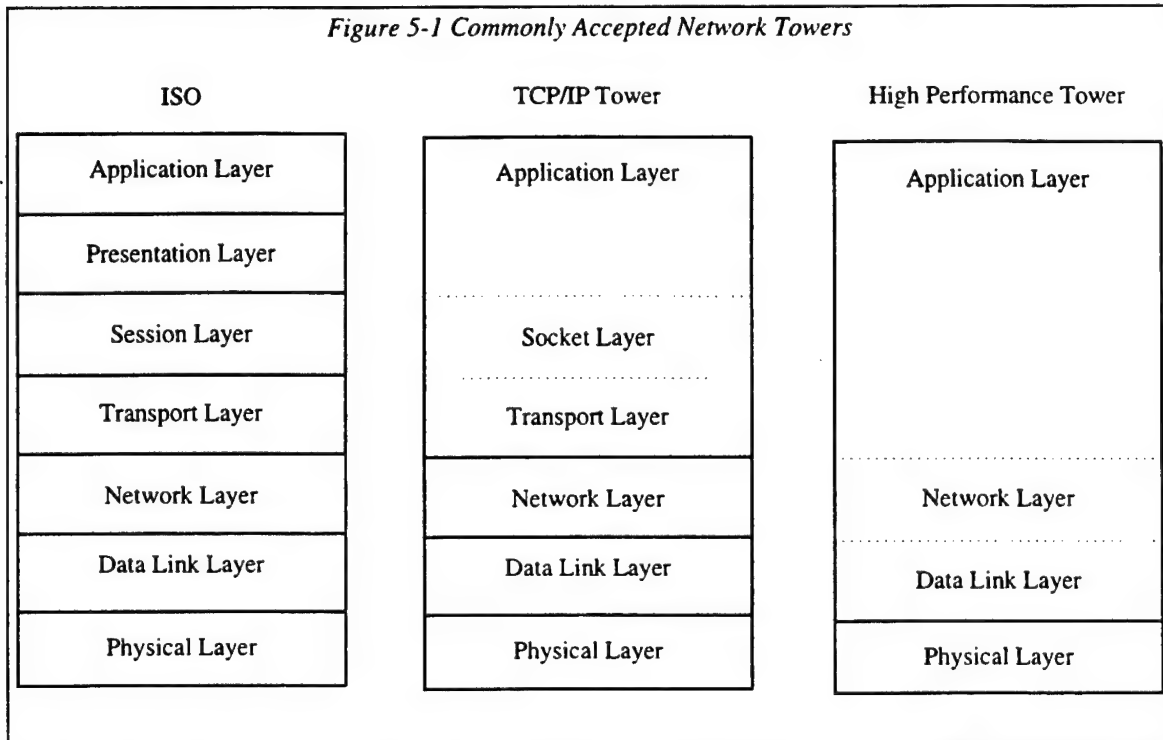 Figure 5-1 Commonly Accepted Network Towers
ISO
Application Layer
Presentation Layer
Session Layer
Transport Layer
Network Layer
Data Link Layer
Physical Layer
TCP/IP Tower
Application Layer
Socket Layer
Transport Layer
Network Layer
Data Link Layer
Physical Layer
High Performance Tower
Application Layer
Network Layer
Data Link Layer
Physical Layer